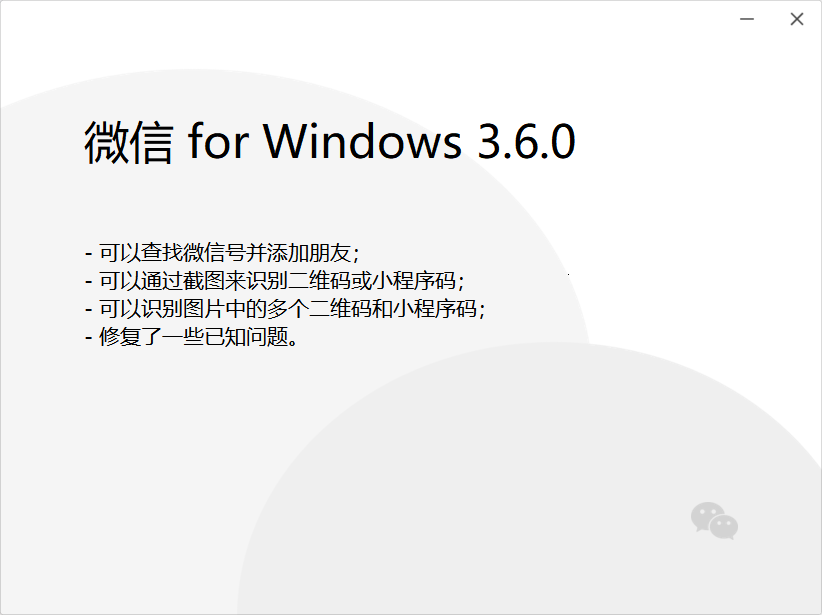 微信 for Windows 3.6.0
- 可以查找微信号并添加朋友；
- 可以通过截图来识别二维码或小程序码；
- 可以识别图片中的多个二维码和小程序码；
- 修复了一些已知问题。